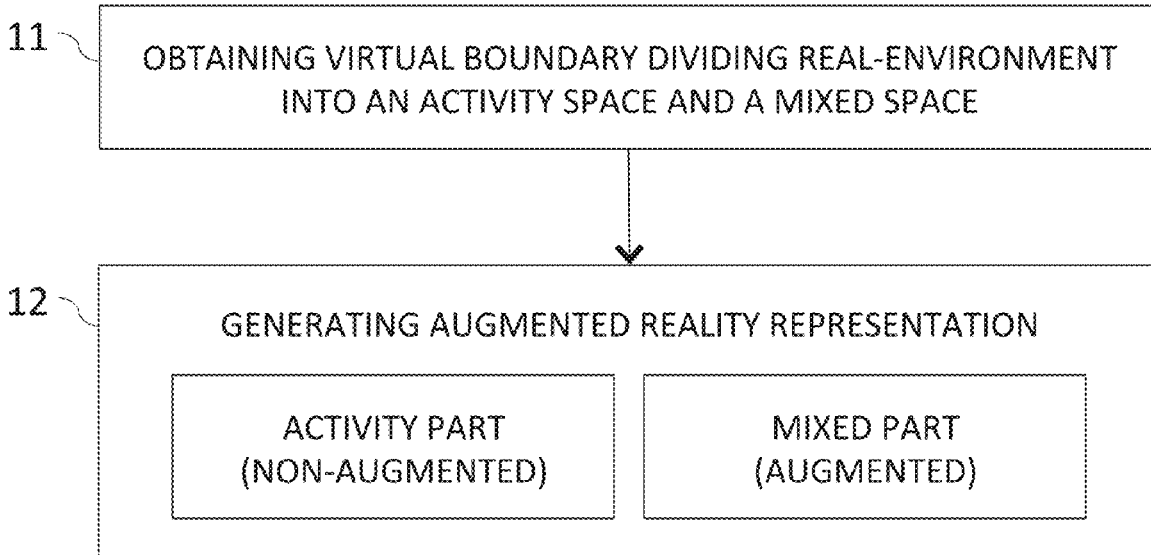 11
OBTAINING VIRTUAL BOUNDARY DIVIDING REAL-ENVIRONMENT
INTO AN ACTIVITY SPACE AND A MIXED SPACE
12
GENERATING AUGMENTED REALITY REPRESENTATION
ACTIVITY PART
(NON-AUGMENTED)
MIXED PART
(AUGMENTED)